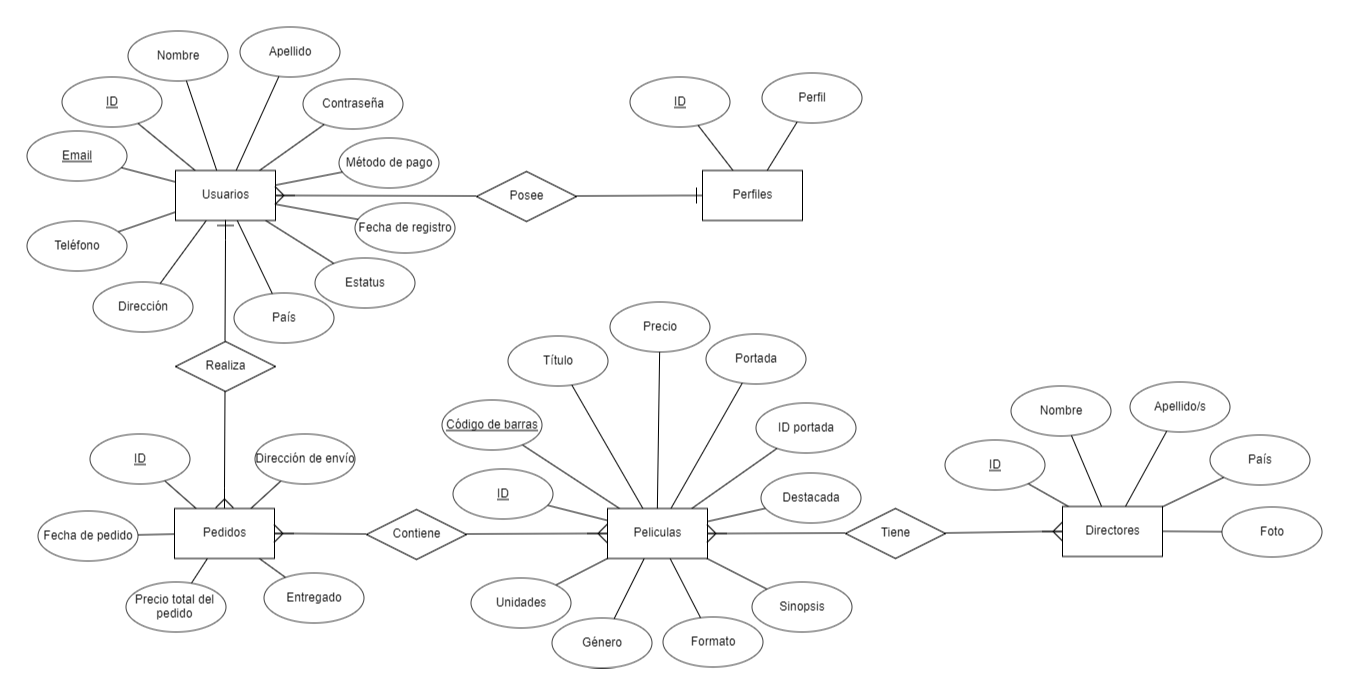 Nombre
Apellido
ID
Contraseña
Email
Método de pago
Usuarios
Fecha de registro
Teléfono
Estatus
Dirección
País
Posee
ID
Perfil
Perfiles
Realiza
ID
Dirección de envío
Pedidos
Fecha de pedido
Precio total del
pedido
Entregado
Contiene
Título
Precio
Portada
Código de barras
ID portada
ID
Destacada
Peliculas
Unidades
Género
Formato
Sinopsis
Tiene
Nombre
Apellido/s
ID
País
Directores
Foto